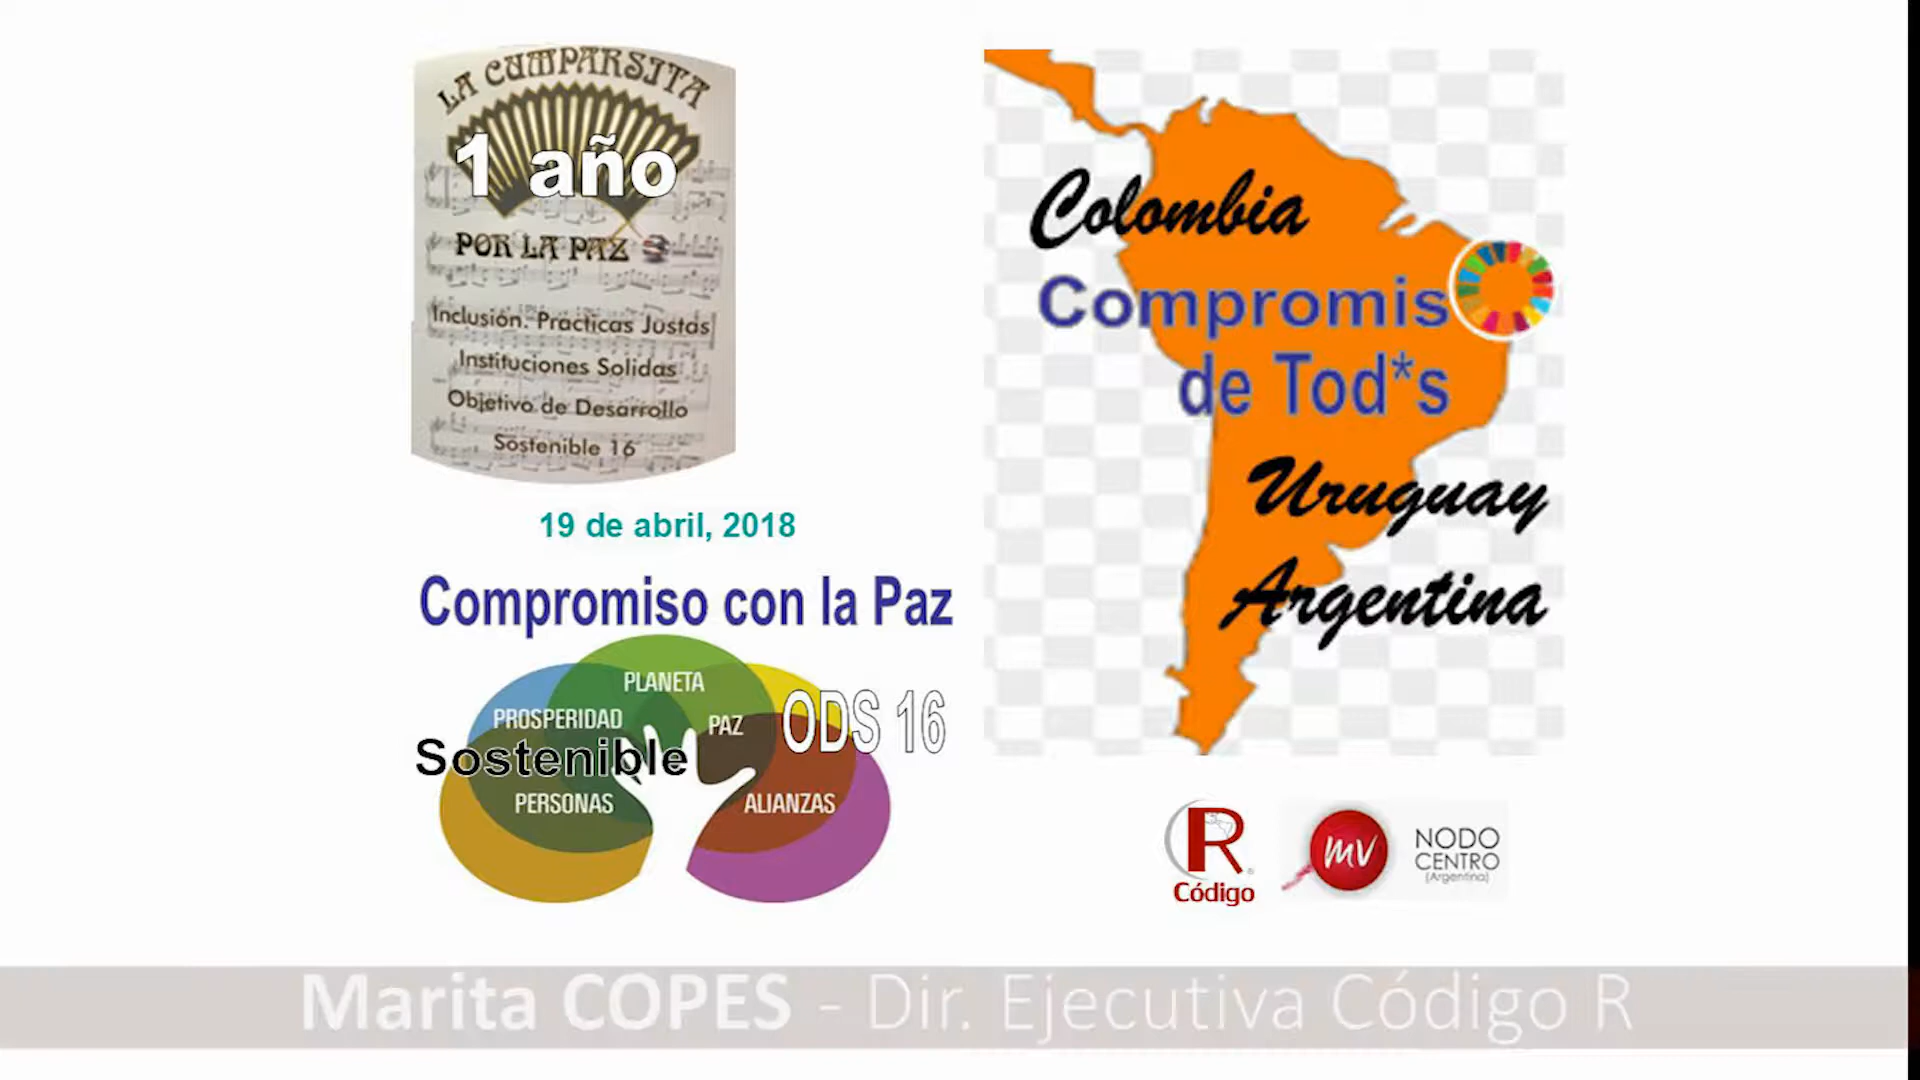 LA CUMPARSITA
1 año
POR LA PAZ
Inclusión. Practicas Justas
Instituciones Solidas
Objetivo de Desarrollo
Sostenible 16
19 de abril, 2018
Compromiso con la Paz
PLANETA
PROSPERIDAD
PAZ
ODS 16
Sostenible
PERSONAS
ALIANZAS
Colombia
Compromis
de Tod*s
Uruguay
Argentina
R
Código
mv
NODO
CENTRO
(Argentina)
Marita COPES - Dir. Ejecutiva Código R